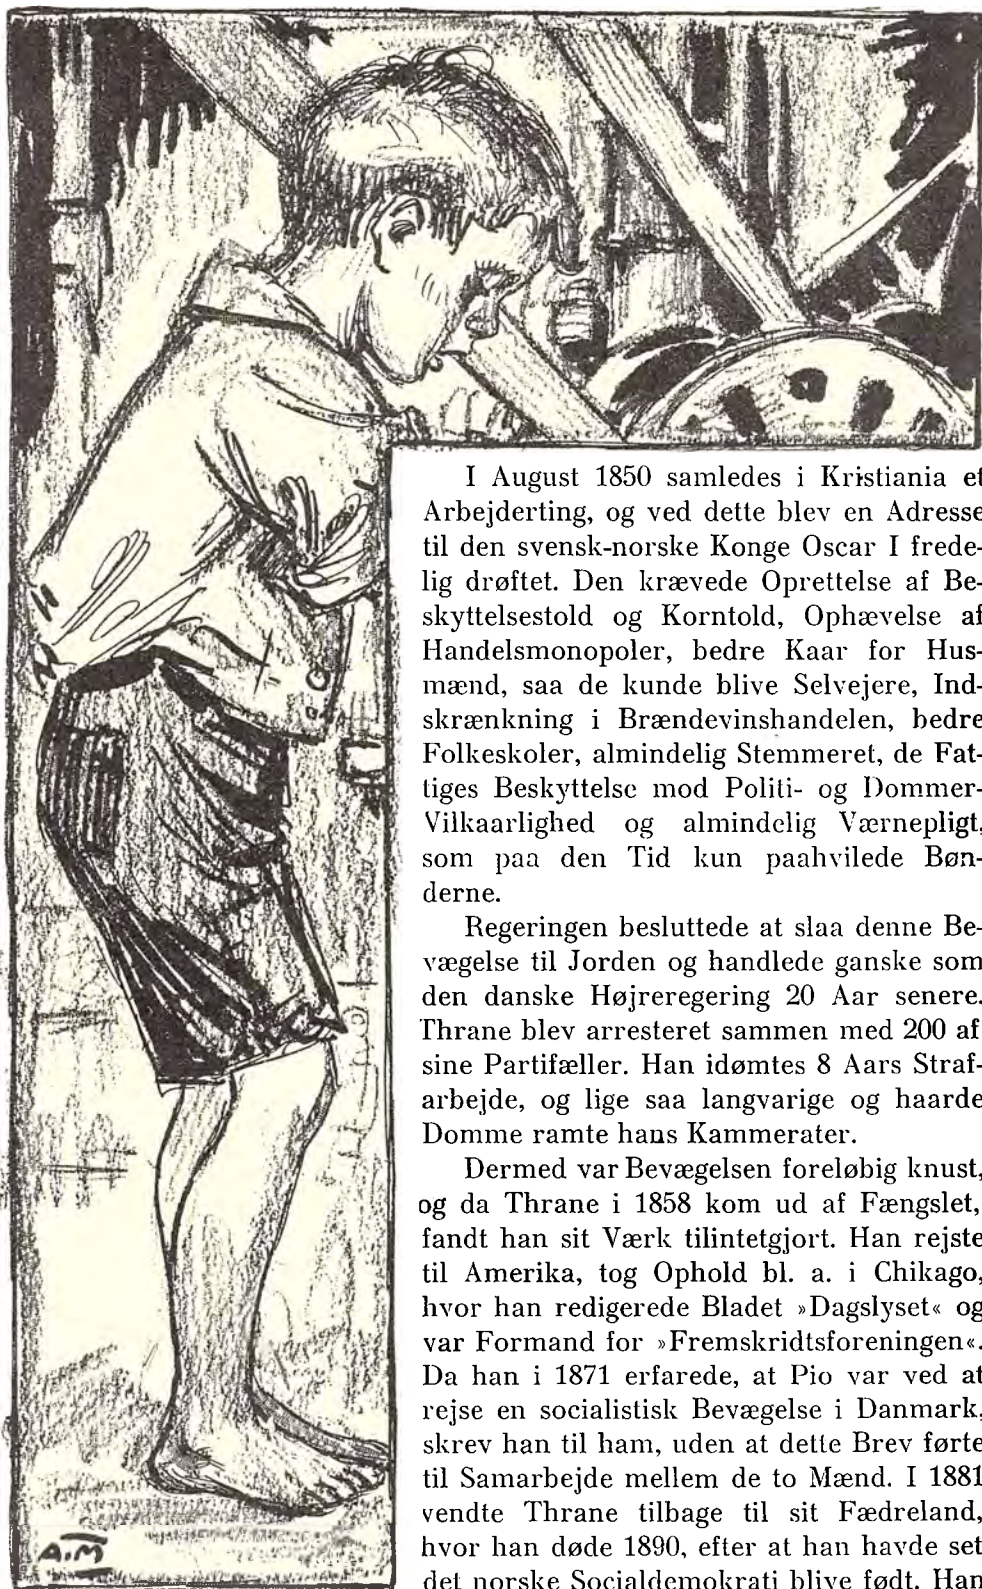 I August 1850 samledes i Kristiania et
Arbejderting, og ved dette blev en Adresse
til den svensk-norske Konge Oscar I frede-
lig drøftet. Den krævede Oprettelse af Be-
skyttelsestold og Korntold, Ophævelse af
Handelsmonopoler, bedre Kaar for Hus-
mænd, saa de kunde blive Selvejere, Ind-
skrænkning i Brændevinshandelen, bedre
Folkeskoler, almindelig Stemmeret, de Fat-
tiges Beskyttelse mod Politi- og Dommer-
Vilkaarlighed og almindelig Værnepligt,
som paa den Tid kun paahvilede Bøn-
derne.
Regeringen besluttede at slaa denne Be-
vægelse til Jorden og handlede ganske som
den danske Højreregering 20 Aar senere.
Thrane blev arresteret sammen med 200 af
sine Partifæller. Han idømtes 8 Aars Straf-
arbejde, og lige saa langvarige og haarde
Domme ramte hans Kammerater.
Dermed var Bevægelsen foreløbig knust,
og da Thrane i 1858 kom ud af Fængslet,
fandt han sit Værk tilintetgjort. Han rejste
til Amerika, tog Ophold bl. a. i Chikago,
hvor han redigerede Bladet »Dagslyset« og
var Formand for »Fremskridtsforeningen«.
Da han i 1871 erfarede, at Pio var ved at
rejse en socialistisk Bevægelse i Danmark,
skrev han til ham, uden at dette Brev førte
til Samarbejde mellem de to Mænd. I 1881
vendte Thrane tilbage til sit Fædreland,
hvor han døde 1890, efter at han havde set
det norske Socialdemokrati blive født. Han
A.M